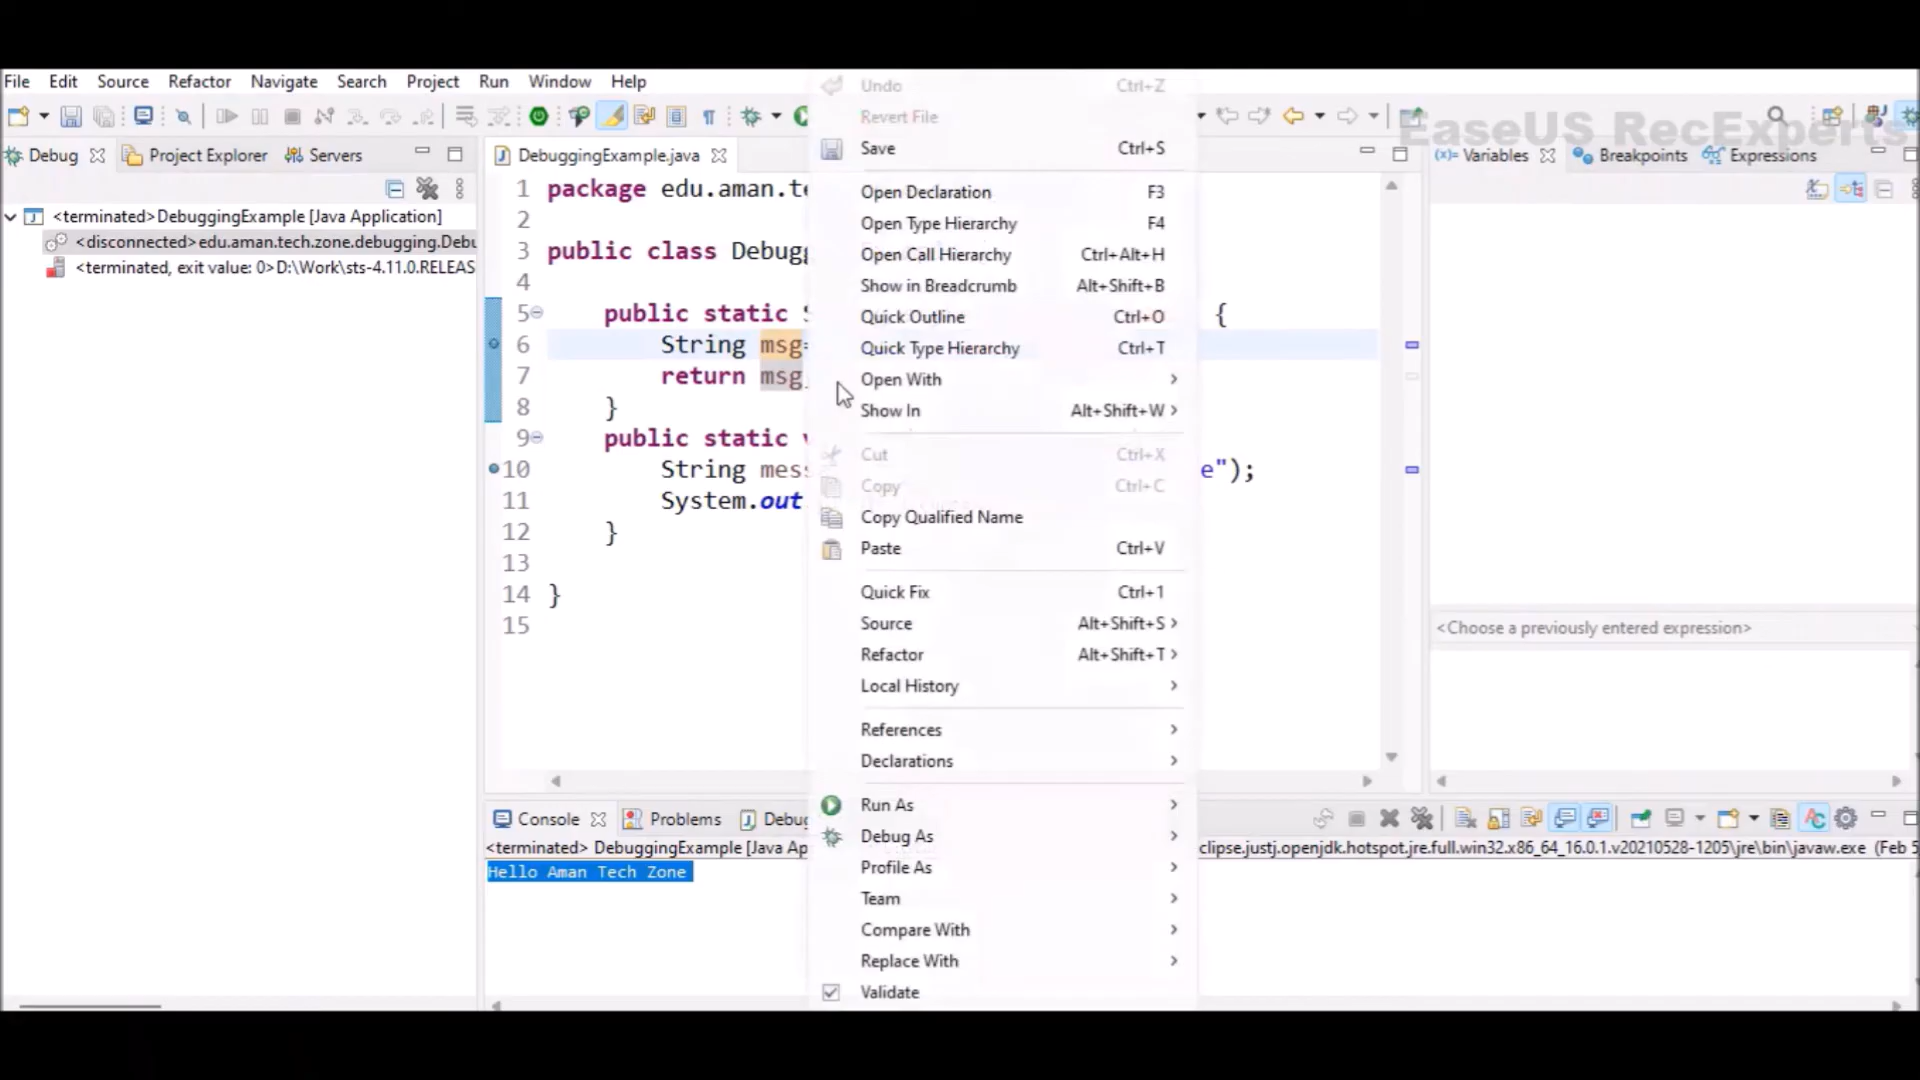 File Edit Source Refactor Navigate Search Project Run Window Help
EaseUS RecExperts
Debug Project Explorer Servers
<terminated>DebuggingExample [Java Application]
<disconnected>edu.aman.tech.zone.debugging.Debu
<terminated, exit value: 0>D:\Work\sts-4.11.0.RELEAS
DebuggingExample.java
1 package edu.aman.te
2
3 public class Debugg
4
5 public static S {
6 String msg=
7 return msg
8 }
9 public static v
10 String mess e");
11 System.out
12 }
13
14 }
15
Undo Ctrl+Z
Revert File
Save Ctrl+S
Open Declaration F3
Open Type Hierarchy F4
Open Call Hierarchy Ctrl+Alt+H
Show in Breadcrumb Alt+Shift+B
Quick Outline Ctrl+O
Quick Type Hierarchy Ctrl+T
Open With
Show In Alt+Shift+W
Cut Ctrl+X
Copy Ctrl+C
Copy Qualified Name
Paste Ctrl+V
Quick Fix Ctrl+1
Source Alt+Shift+S
Refactor Alt+Shift+T
Local History
References
Declarations
Run As
Debug As
Profile As
Team
Compare With
Replace With
Validate
(x)= Variables Breakpoints Expressions
<Choose a previously entered expression>
Console Problems Debu
<terminated> DebuggingExample [Java Ap clipse.justj.openjdk.hotspot.jre.full.win32.x86_64_16.0.1.v20210528-1205\jre\bin\javaw.exe (Feb 5
Hello Aman Tech Zone